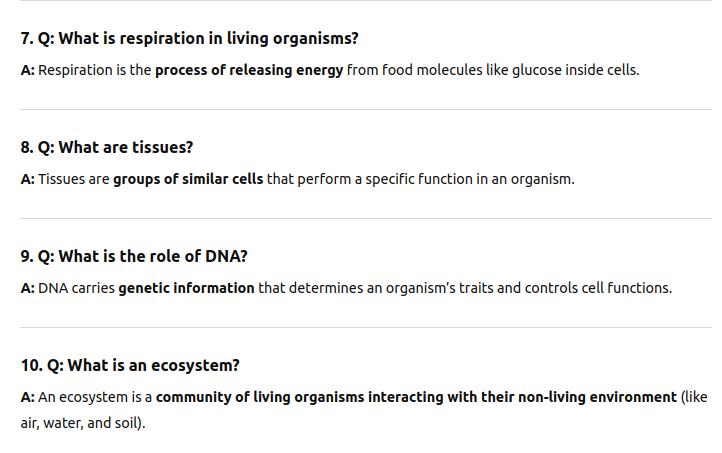 7. Q: What is respiration in living organisms?
A: Respiration is the process of releasing energy from food molecules like glucose inside cells.
8. Q: What are tissues?
A: Tissues are groups of similar cells that perform a specific function in an organism.
9. Q: What is the role of DNA?
A: DNA carries genetic information that determines an organism’s traits and controls cell functions.
10. Q: What is an ecosystem?
A: An ecosystem is a community of living organisms interacting with their non-living environment (like
air, water, and soil).